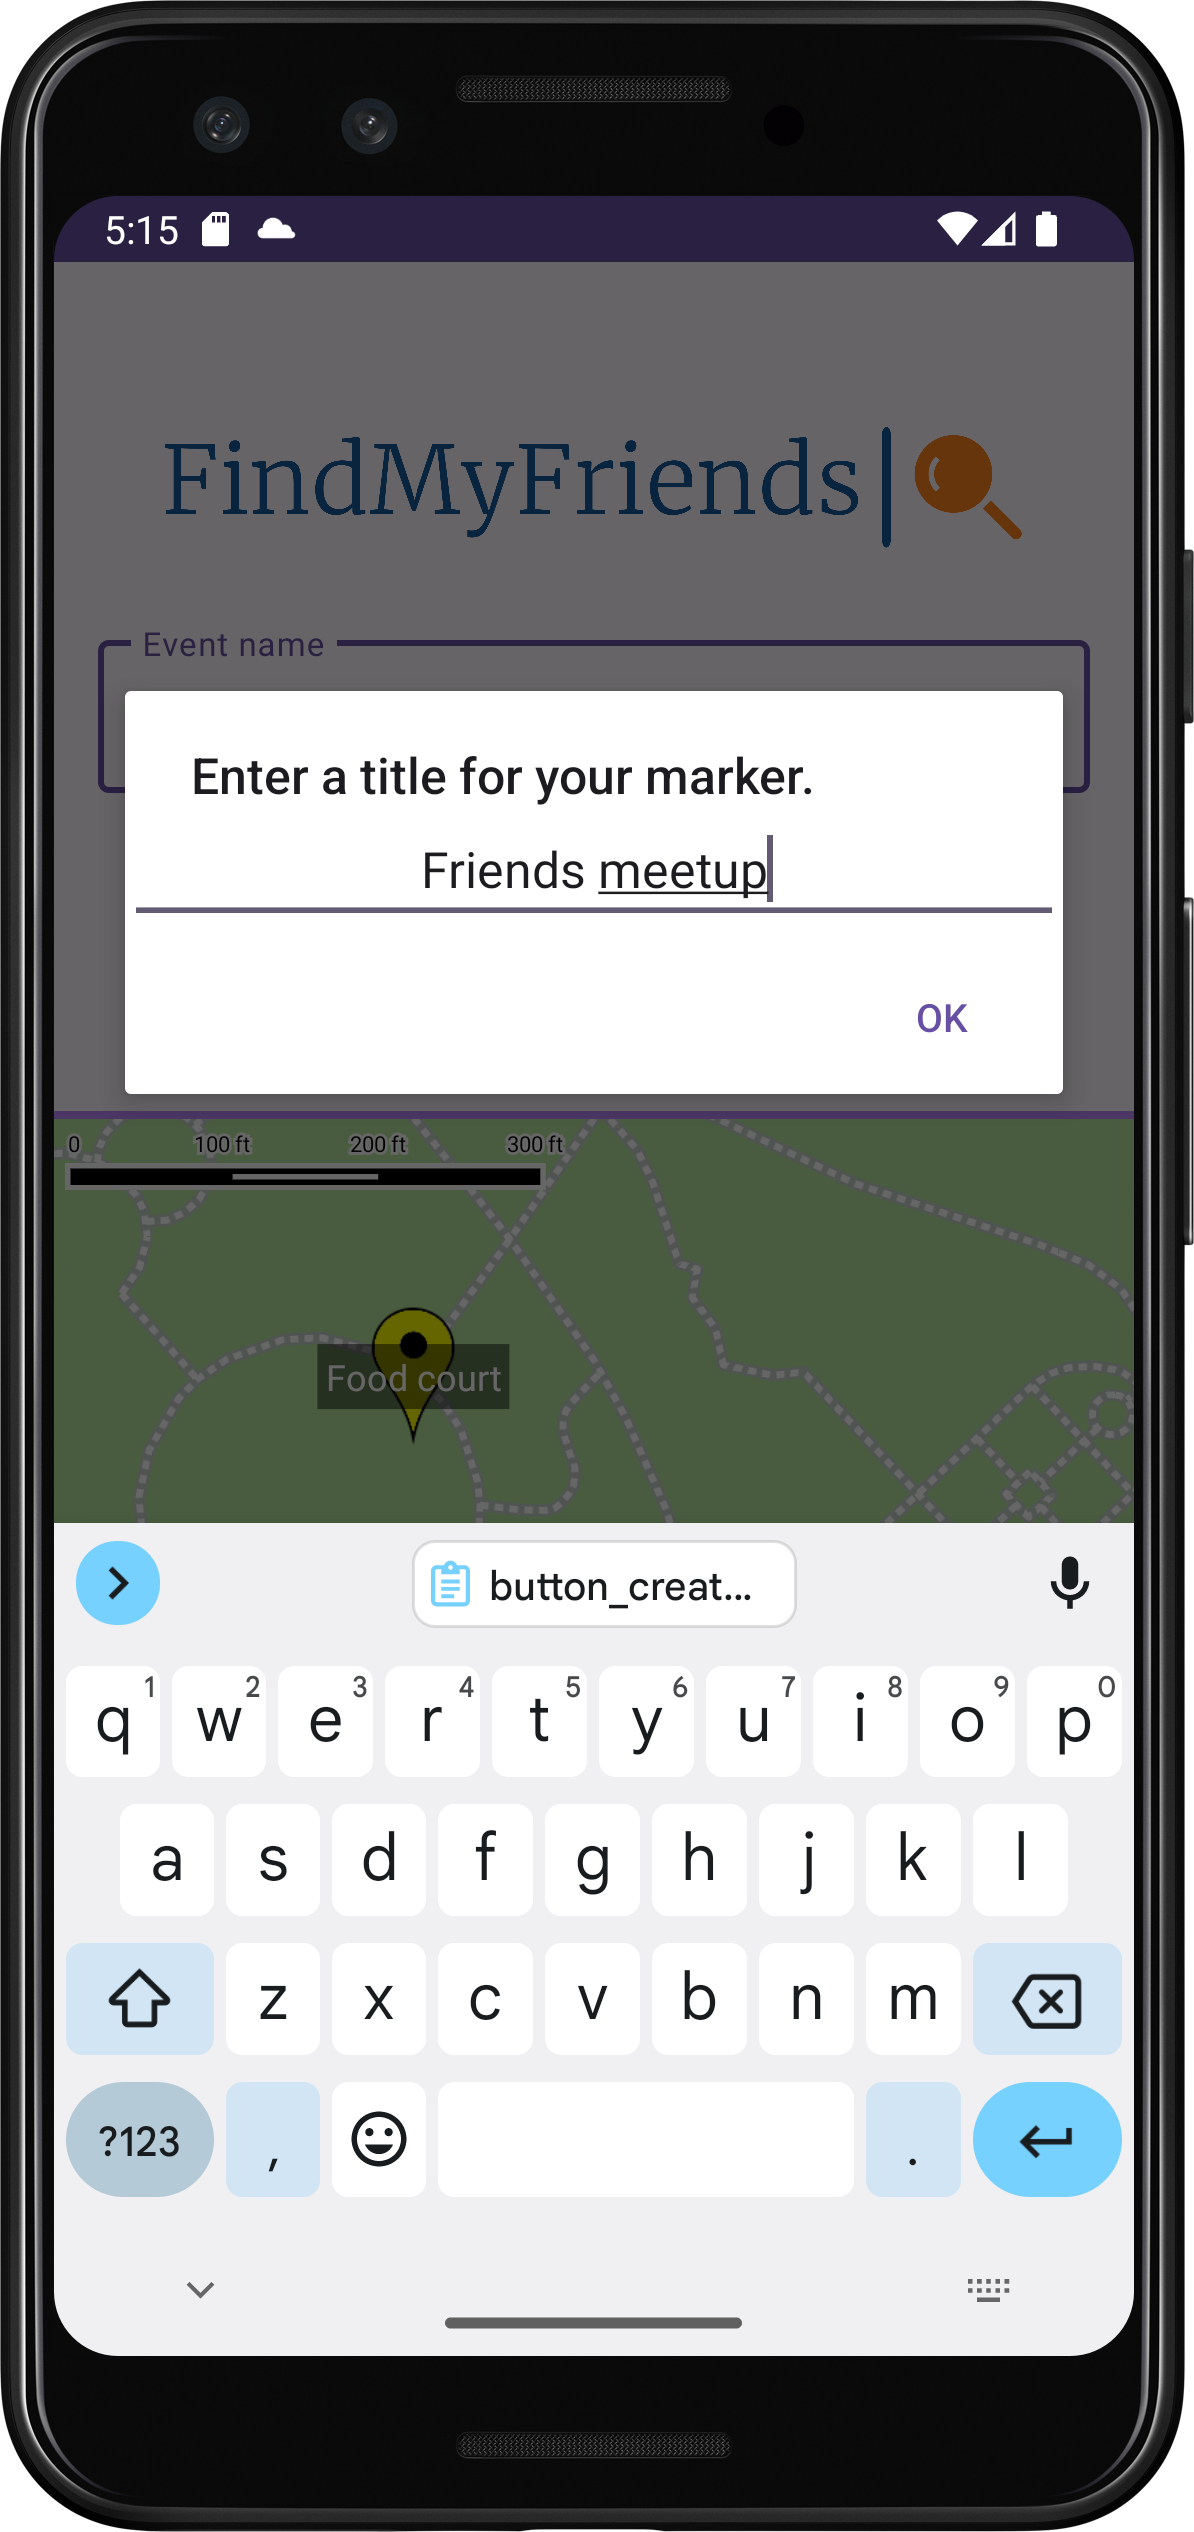 5:15
FindMyFriends
Event name
Enter a title for your marker.
Friends meetup
OK
0 100 ft 200 ft 300 ft
Food court
button_creat...
q 1 w 2 e 3 r 4 t 5 y 6 u 7 i 8 o 9 p 0
a s d f g h j k l
z x c v b n m
?123 , .